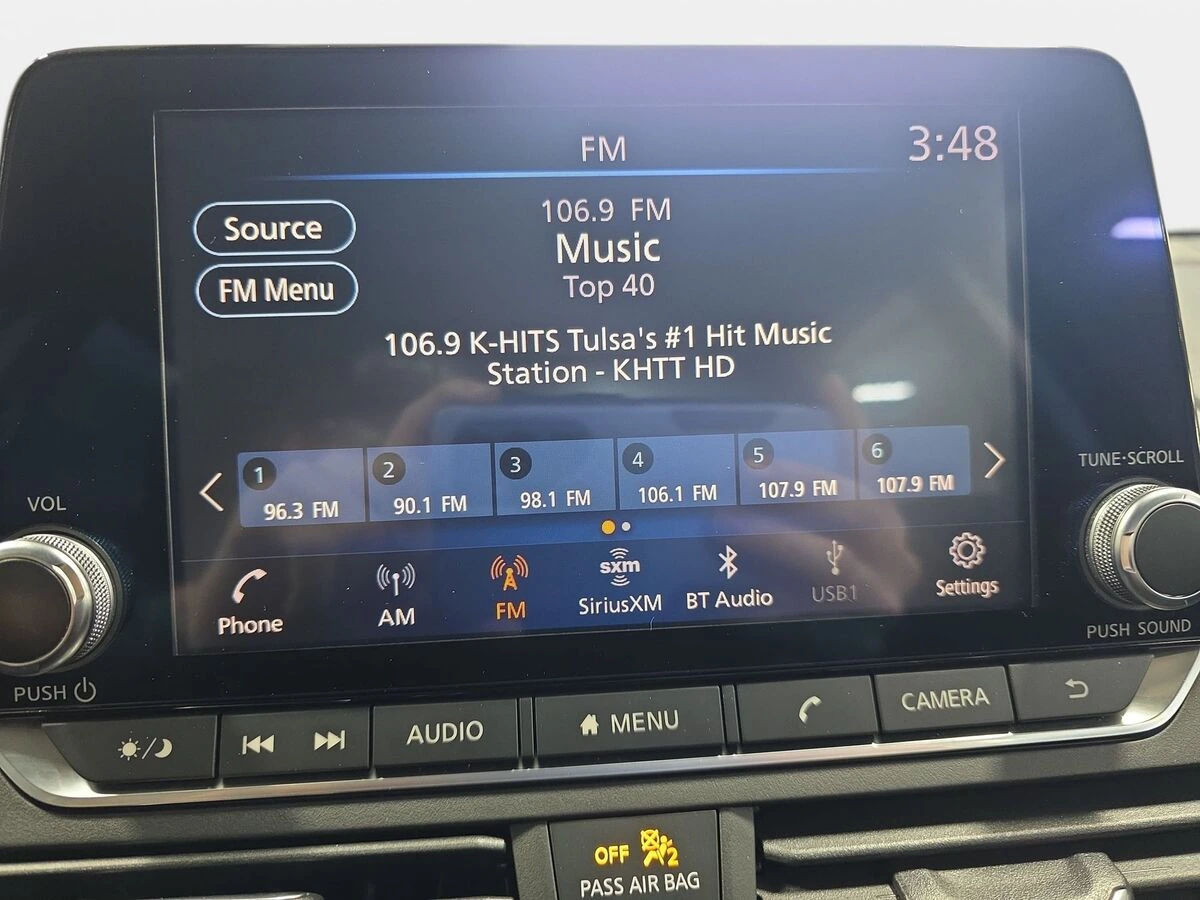 FM
3:48
Source
106.9 FM
Music
FM Menu
Top 40
106.9 K-HITS Tulsa's #1 Hit Music
Station - KHTT HD
1
96.3 FM
2
90.1 FM
3
98.1 FM
4
106.1 FM
5
107.9 FM
6
107.9 FM
VOL
TUNE·SCROLL
Phone
AM
FM
sxm
SiriusXM
BT Audio
USB1
Settings
PUSH
PUSH SOUND
AUDIO
MENU
CAMERA
OFF
2
PASS AIR BAG